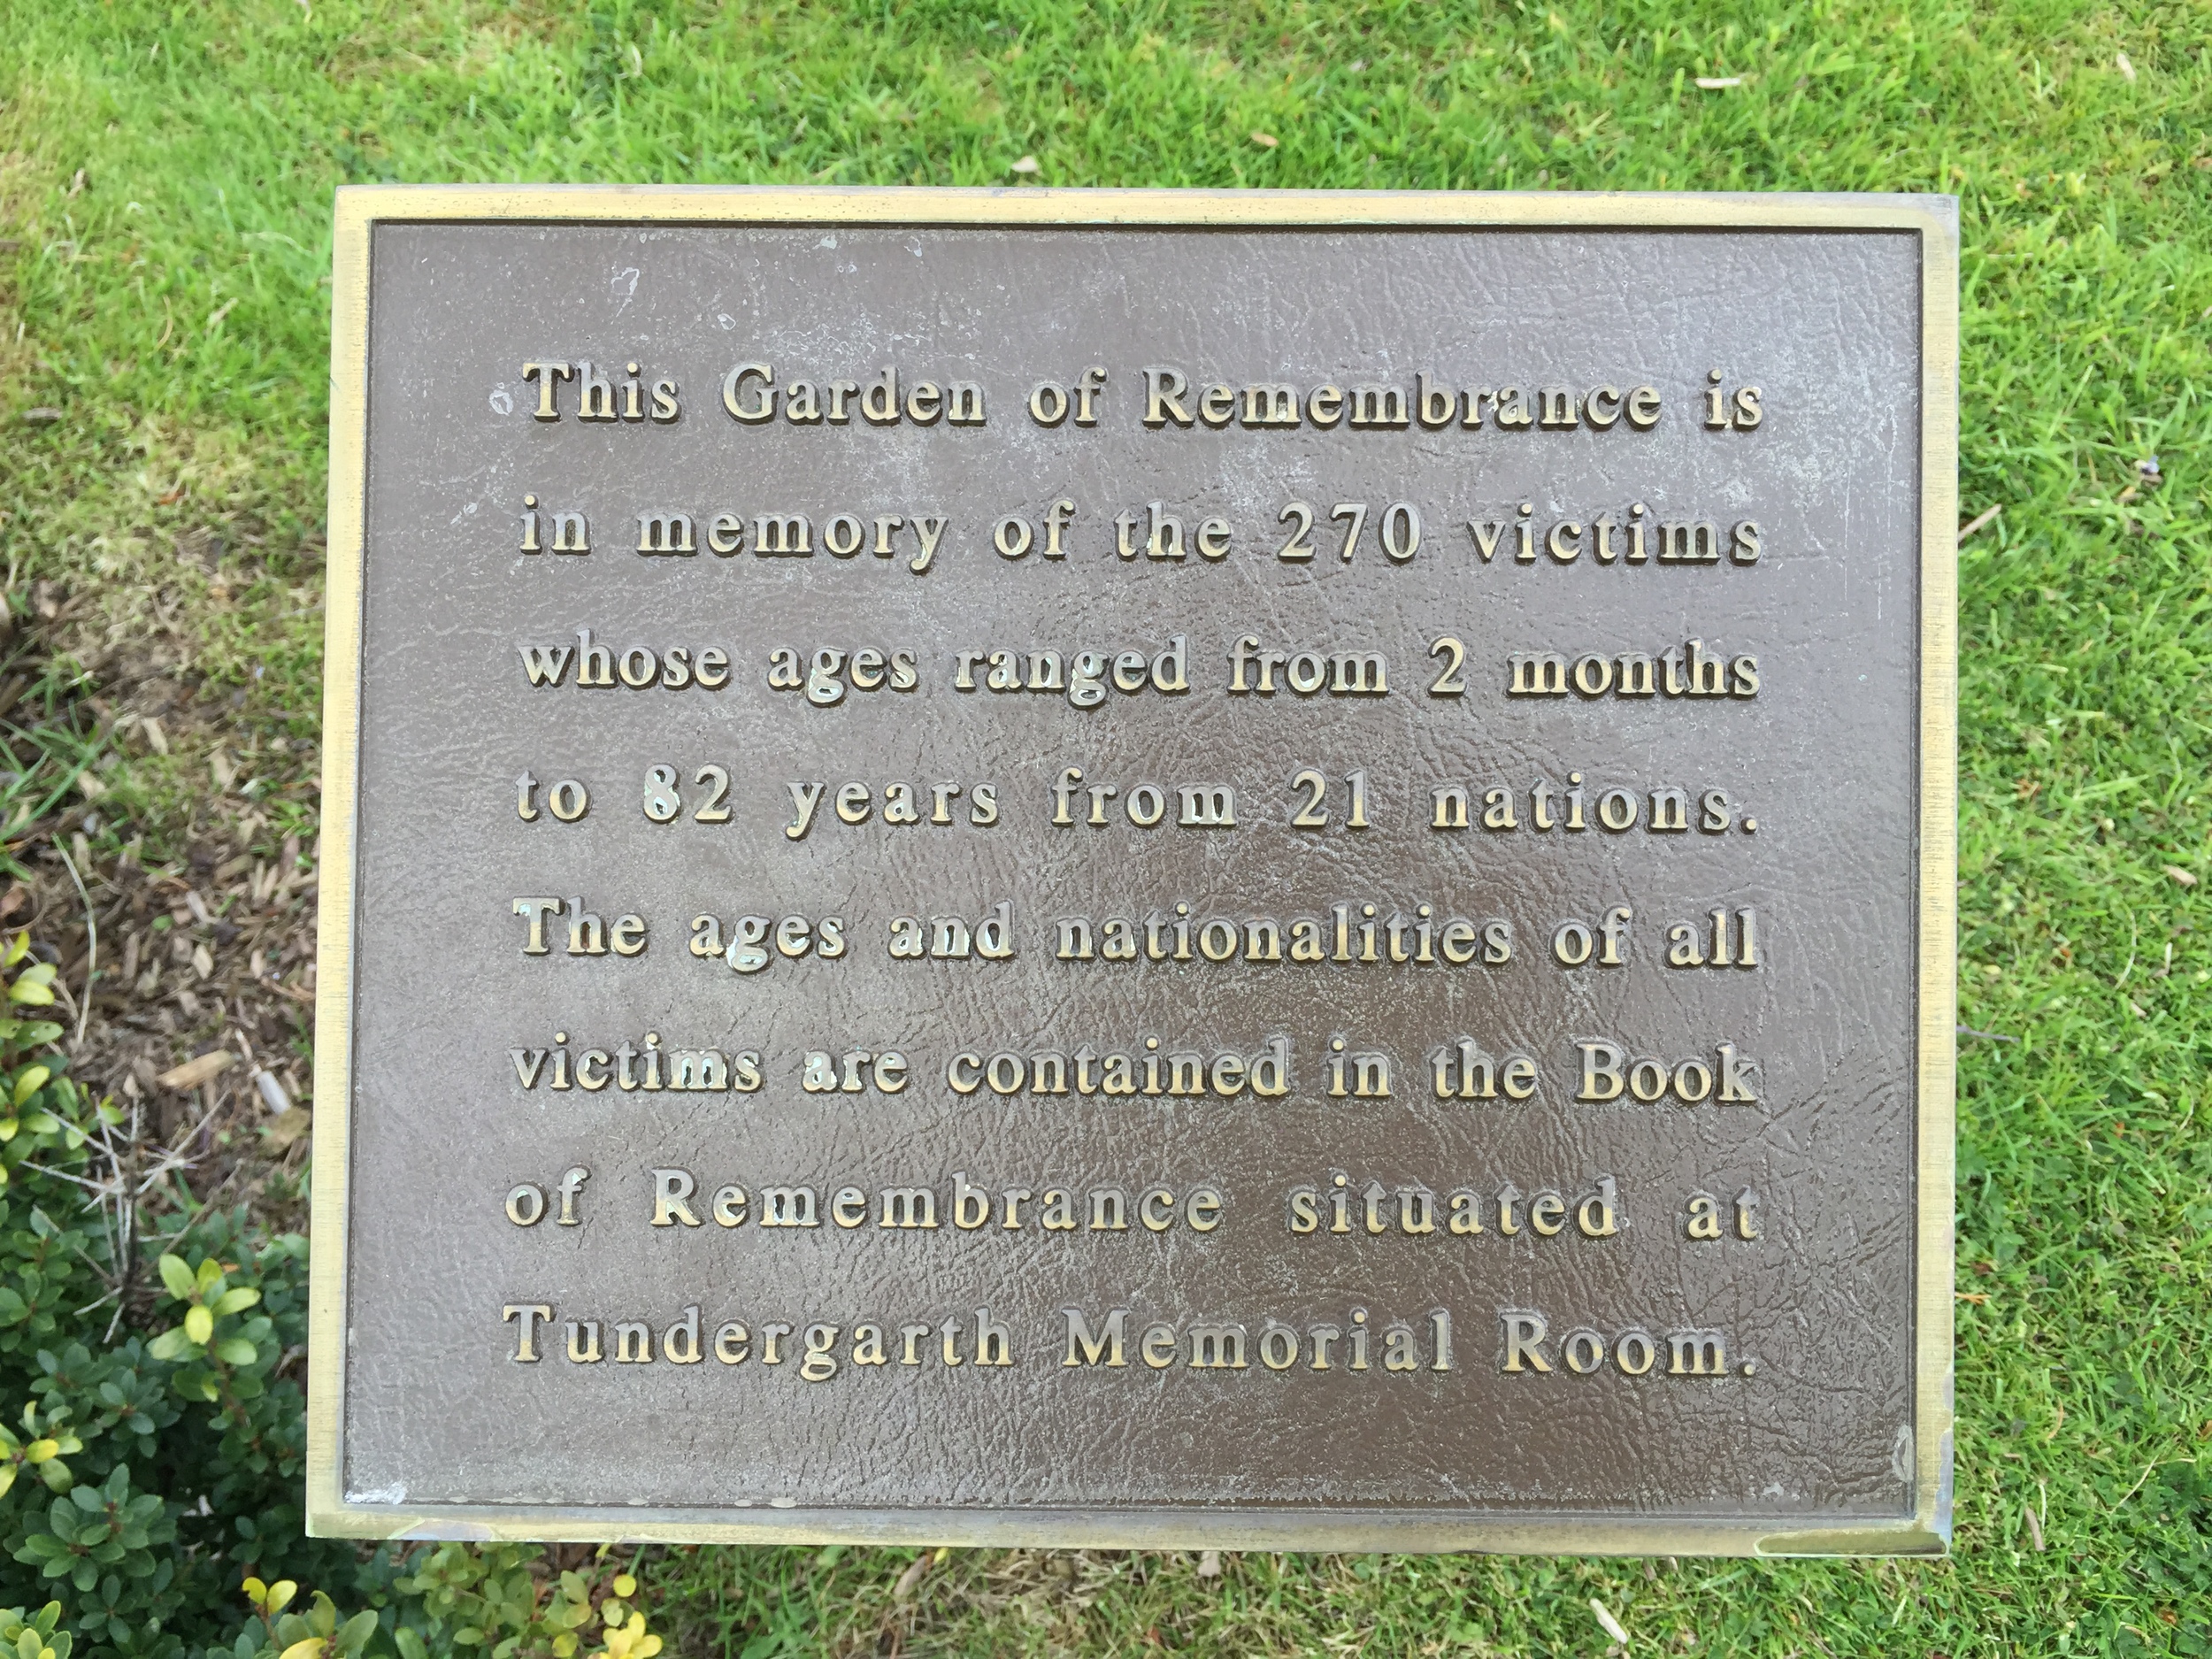 This Garden of Remembrance is
in memory of the 270 victims
whose ages ranged from 2 months
to 82 years from 21 nations.
The ages and nationalities of all
victims are contained in the Book
of Remembrance situated at
Tundergarth Memorial Room.